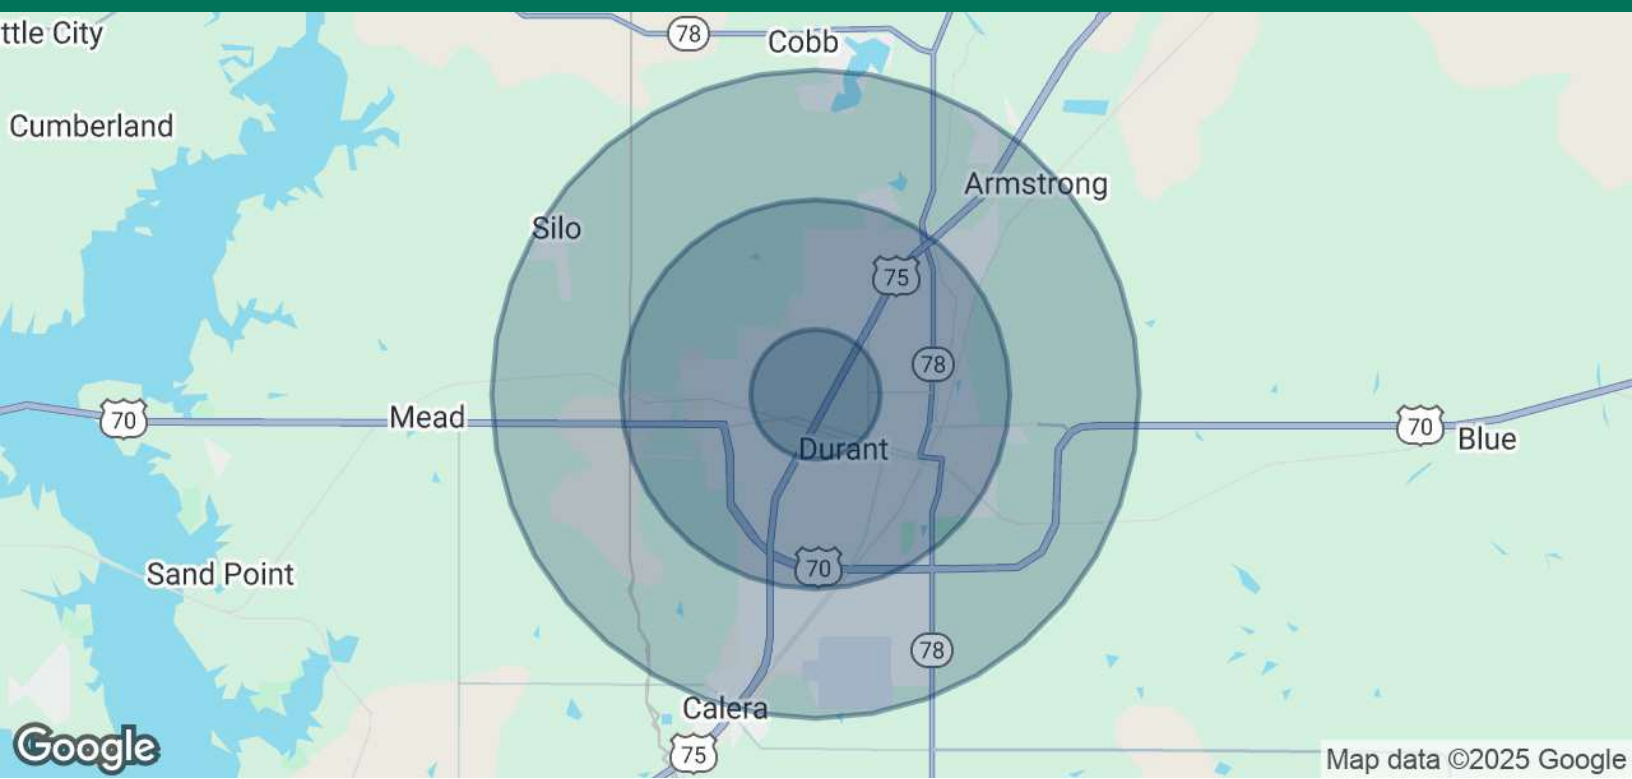 ttle City
78
Cobb
Cumberland
Armstrong
Silo
75
78
70
Mead
Durant
70
Blue
Sand Point
70
78
Calera
75
Google
Map data ©2025 Google